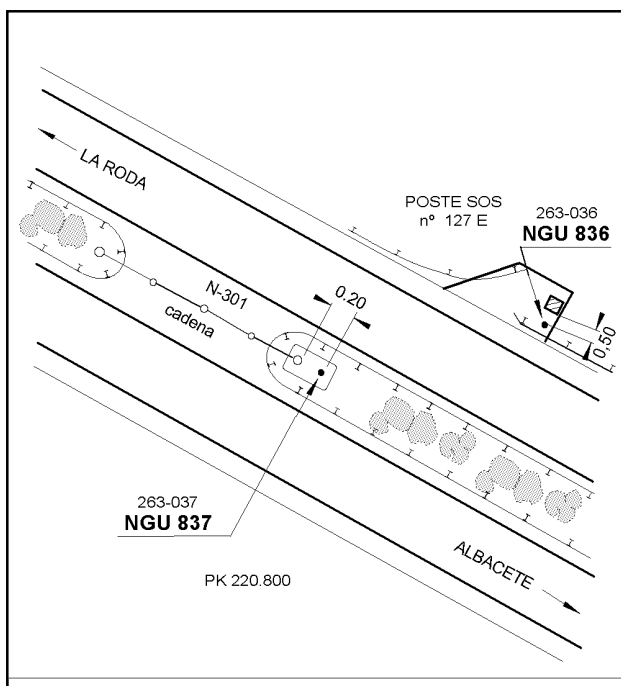 LA RODA
POSTE SOS
nº 127 E
263-036
NGU 836
N-301
cadena
0.20
0,50
263-037
NGU 837
PK 220.800
ALBACETE